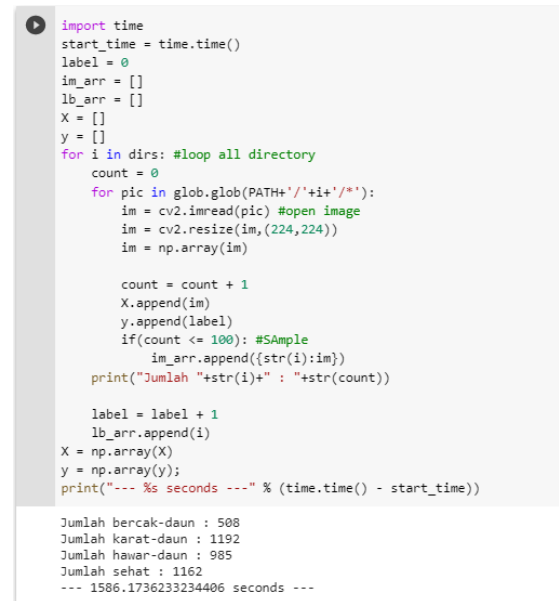 import time
start_time = time.time()
label = 0
im_arr = []
lb_arr = []
X = []
y = []
for i in dirs: #loop all directory
    count = 0
    for pic in glob.glob(PATH+'/'+i+'/*'):
        im = cv2.imread(pic) #open image
        im = cv2.resize(im,(224,224))
        im = np.array(im)

        count = count + 1
        X.append(im)
        y.append(label)
        if(count <= 100): #SAmple
            im_arr.append({str(i):im})
    print("Jumlah "+str(i)+" : "+str(count))

    label = label + 1
    lb_arr.append(i)
X = np.array(X)
y = np.array(y);
print("--- %s seconds ---" % (time.time() - start_time))

Jumlah bercak-daun : 508
Jumlah karat-daun : 1192
Jumlah hawar-daun : 985
Jumlah sehat : 1162
--- 1586.1736233234406 seconds ---